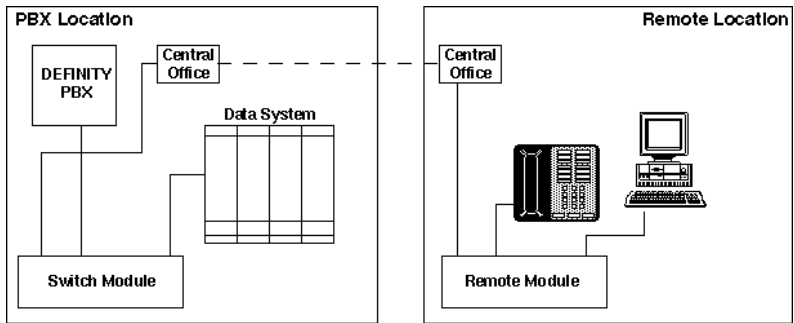 PBX Location
DEFINITY
PBX
Central
Office
Data System
Switch Module
Remote Location
Central
Office
Remote Module